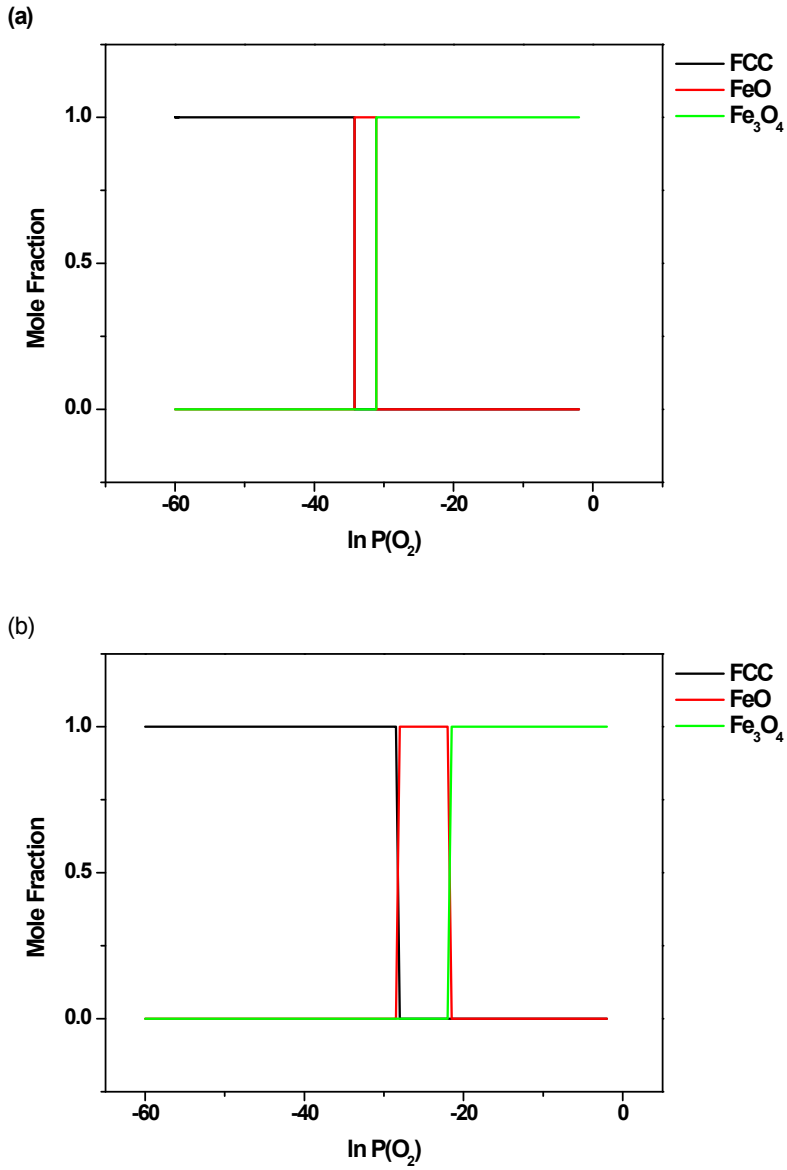 (a)
FCC
FeO
Fe₃O₄
1.0
0.5
0.0
Mole Fraction
-60
-40
-20
0
ln P(O₂)
(b)
FCC
FeO
Fe₃O₄
1.0
0.5
0.0
Mole Fraction
-60
-40
-20
0
ln P(O₂)